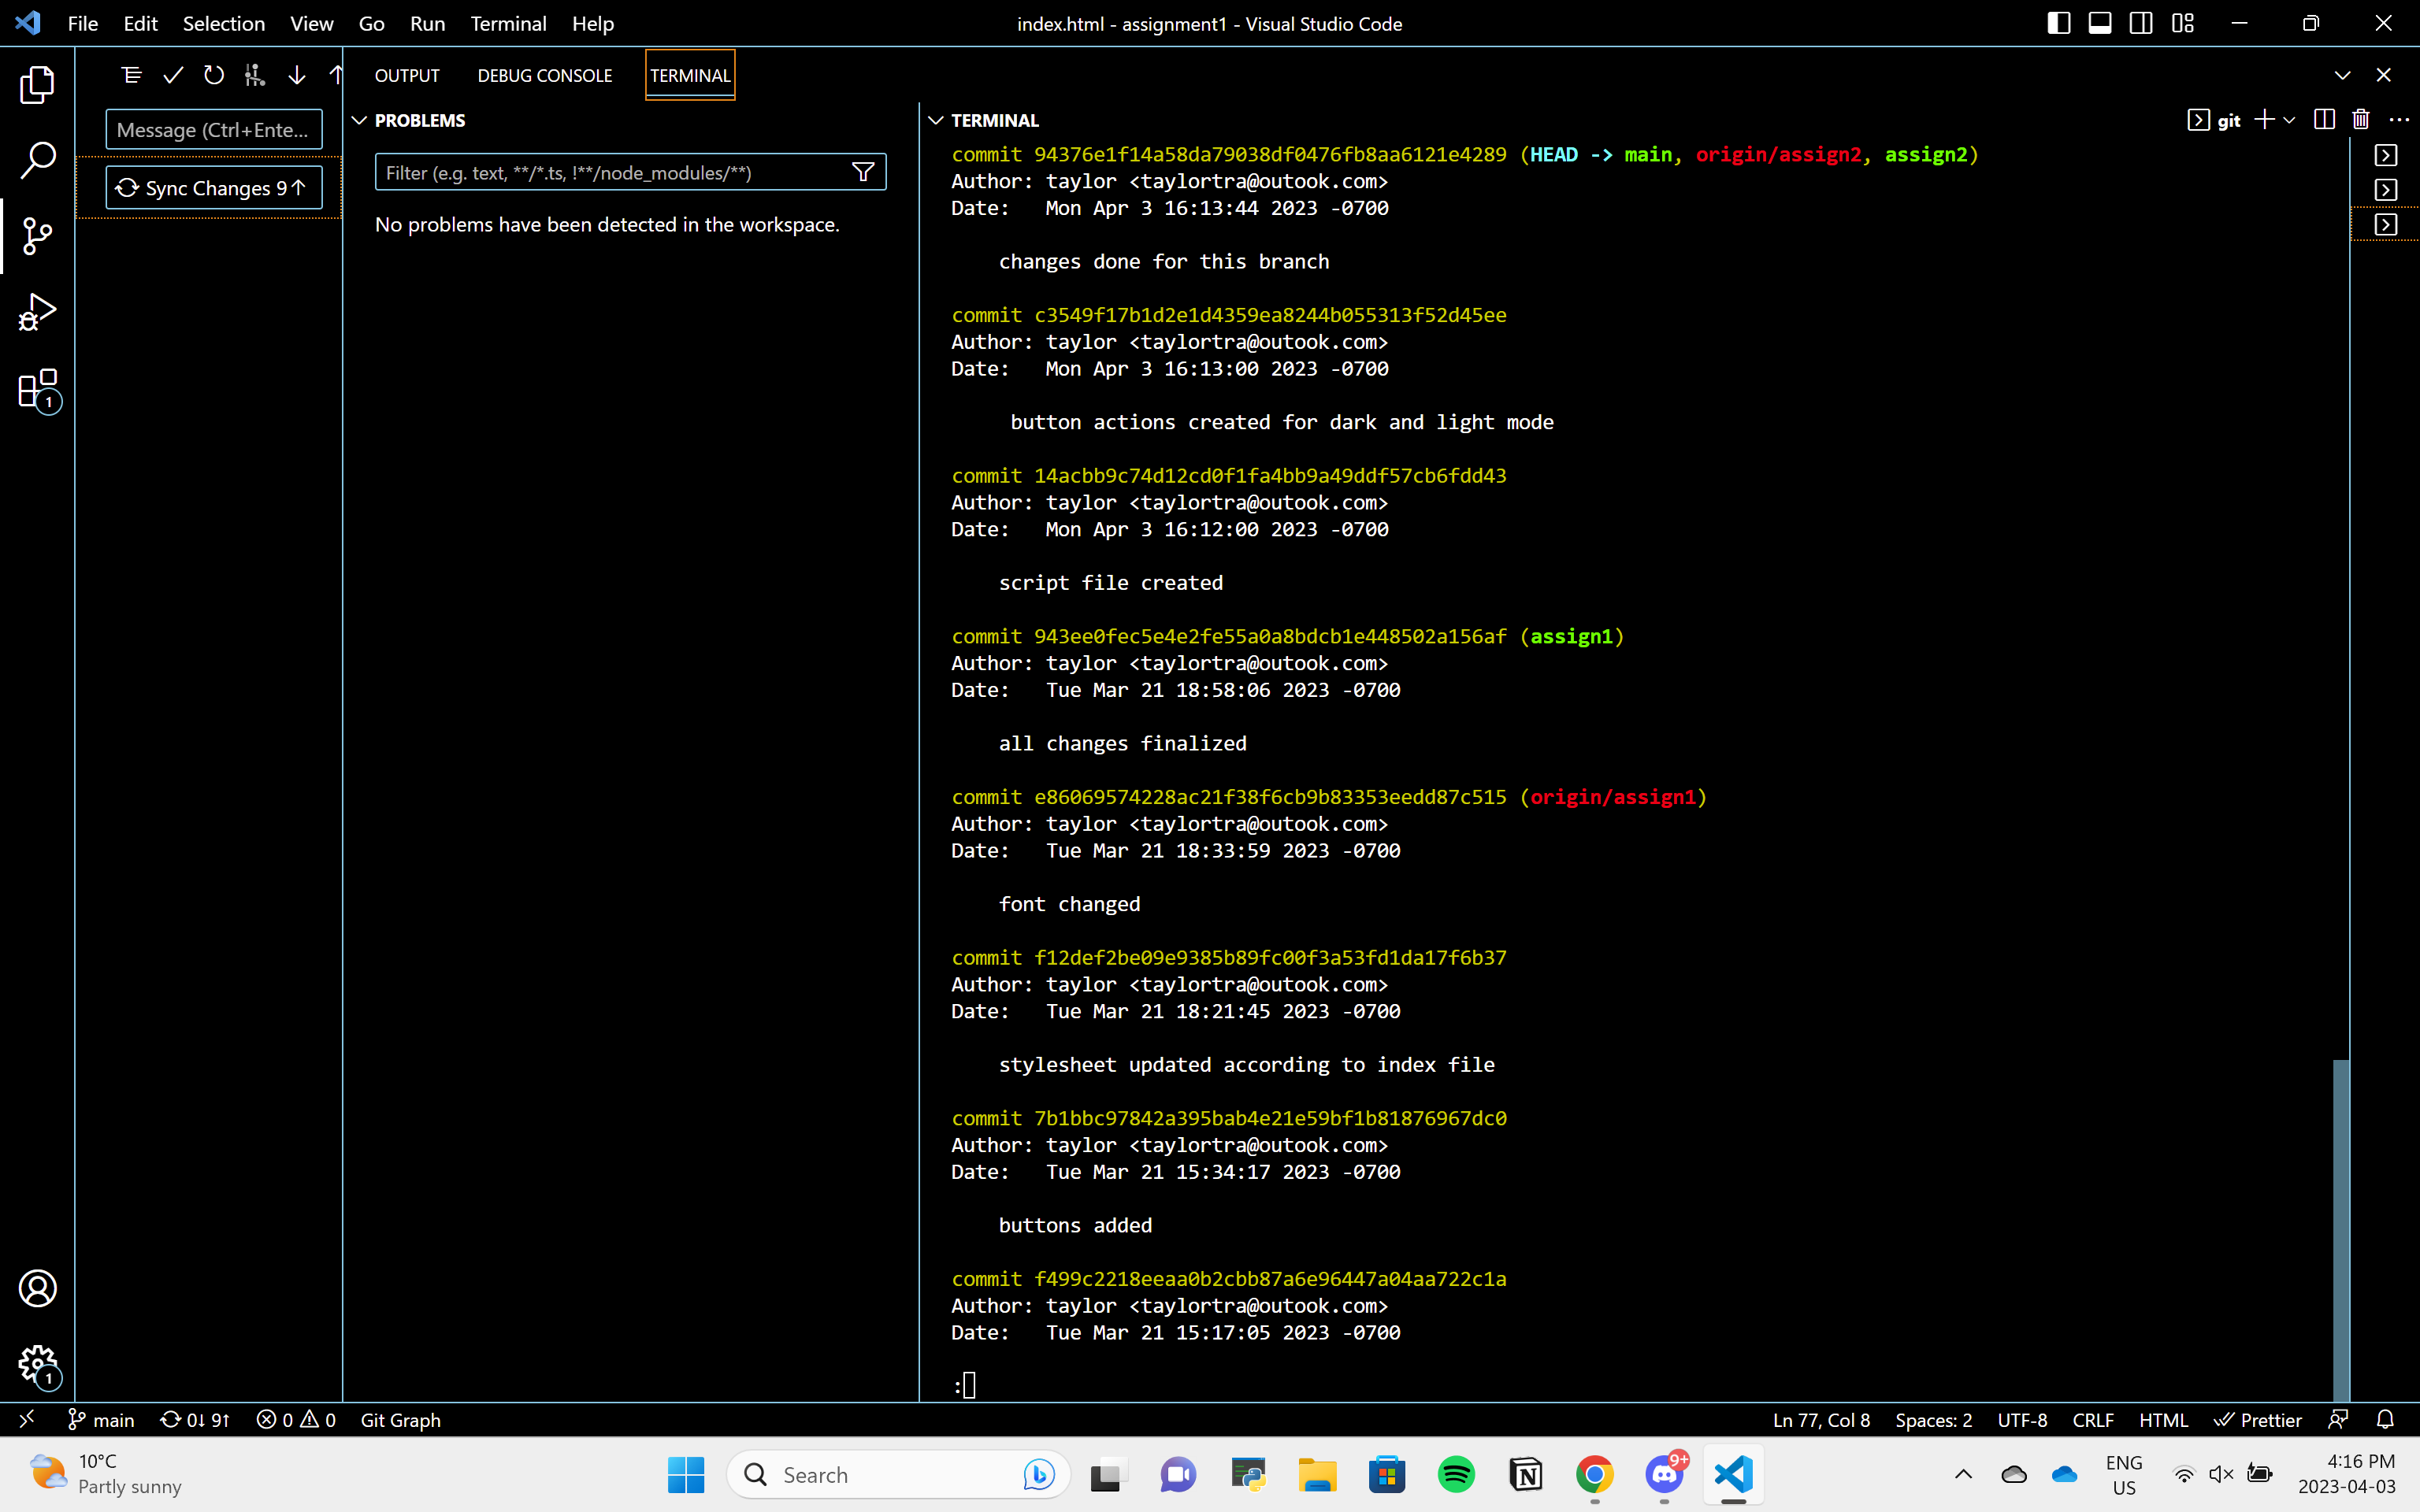 File Edit Selection View Go Run Terminal Help
index.html - assignment1 - Visual Studio Code
OUTPUT DEBUG CONSOLE TERMINAL
Message (Ctrl+Ente...
Sync Changes 9↑
PROBLEMS
Filter (e.g. text, **/*.ts, !**/node_modules/**)
No problems have been detected in the workspace.
TERMINAL
git
commit 94376e1f14a58da79038df0476fb8aa6121e4289 (HEAD -> main, origin/assign2, assign2)
Author: taylor <taylortra@outook.com>
Date:   Mon Apr 3 16:13:44 2023 -0700
changes done for this branch
commit c3549f17b1d2e1d4359ea8244b055313f52d45ee
Author: taylor <taylortra@outook.com>
Date:   Mon Apr 3 16:13:00 2023 -0700
button actions created for dark and light mode
commit 14acbb9c74d12cd0f1fa4bb9a49ddf57cb6fdd43
Author: taylor <taylortra@outook.com>
Date:   Mon Apr 3 16:12:00 2023 -0700
script file created
commit 943ee0fec5e4e2fe55a0a8bdcb1e448502a156af (assign1)
Author: taylor <taylortra@outook.com>
Date:   Tue Mar 21 18:58:06 2023 -0700
all changes finalized
commit e86069574228ac21f38f6cb9b83353eedd87c515 (origin/assign1)
Author: taylor <taylortra@outook.com>
Date:   Tue Mar 21 18:33:59 2023 -0700
font changed
commit f12def2be09e9385b89fc00f3a53fd1da17f6b37
Author: taylor <taylortra@outook.com>
Date:   Tue Mar 21 18:21:45 2023 -0700
stylesheet updated according to index file
commit 7b1bbc97842a395bab4e21e59bf1b81876967dc0
Author: taylor <taylortra@outook.com>
Date:   Tue Mar 21 15:34:17 2023 -0700
buttons added
commit f499c2218eeaa0b2cbb87a6e96447a04aa722c1a
Author: taylor <taylortra@outook.com>
Date:   Tue Mar 21 15:17:05 2023 -0700
:
1
1
main 0↓ 9↑ 0 0 Git Graph
Ln 77, Col 8 Spaces: 2 UTF-8 CRLF HTML Prettier
10°C
Partly sunny
Search
9+
ENG
US
4:16 PM
2023-04-03